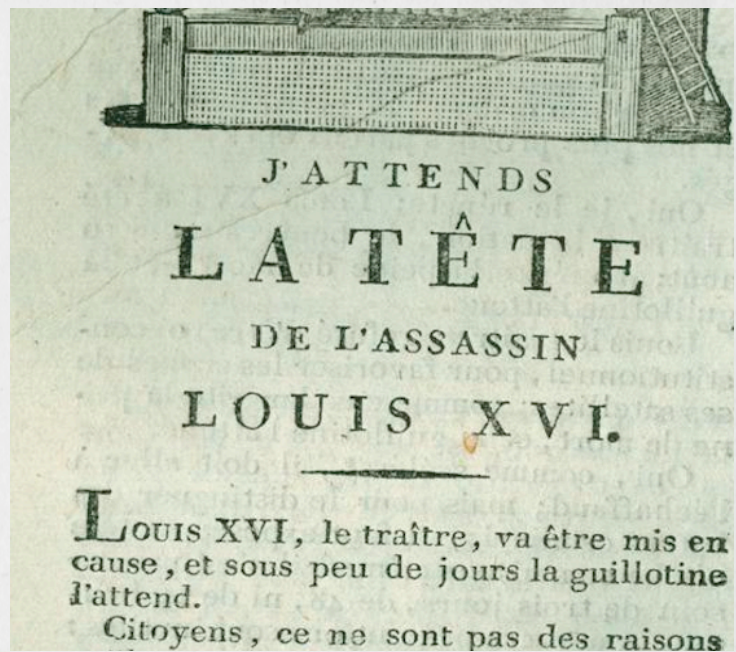 J'ATTENDS
LA TÊTE
DE L'ASSASSIN
LOUIS XVI.
LOUIS XVI, le traître, va être mis en
cause, et sous peu de jours la guillotine
l'attend.
Citoyens, ce ne sont pas des raisons